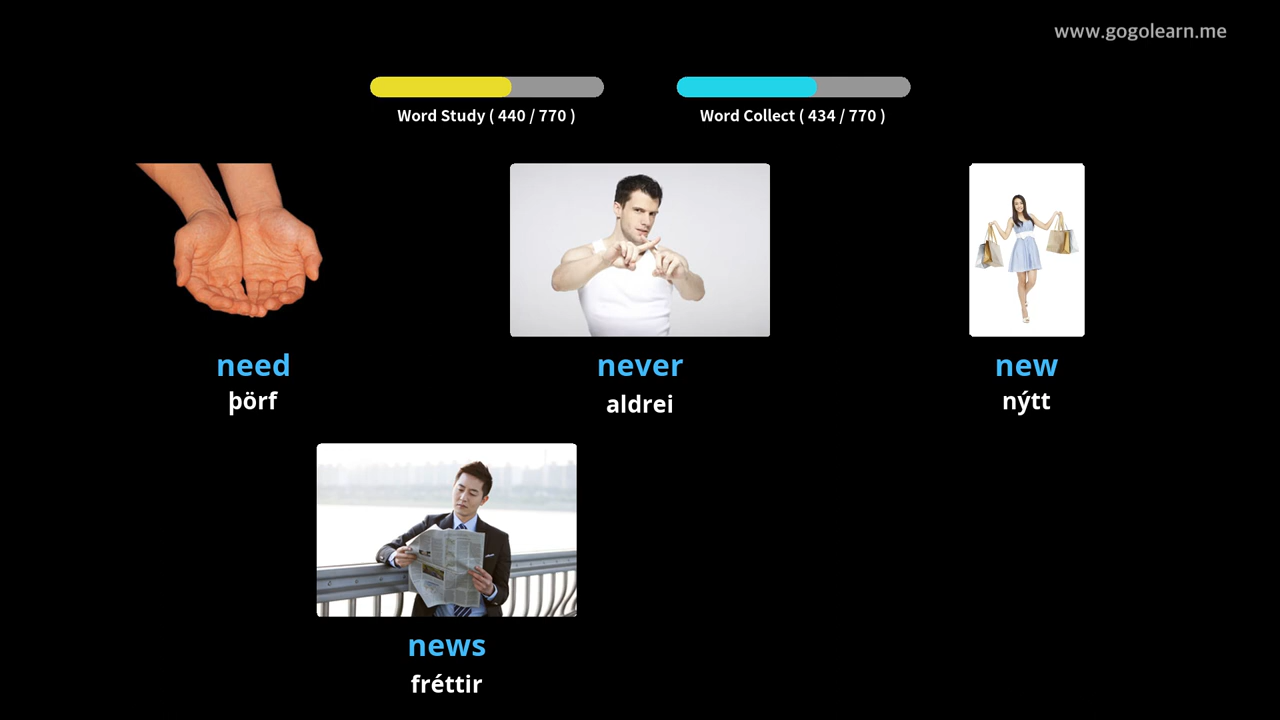 www.gogolearn.me
Word Study ( 440 / 770 )
Word Collect ( 434 / 770 )
need
þörf
never
aldrei
new
nýtt
news
fréttir